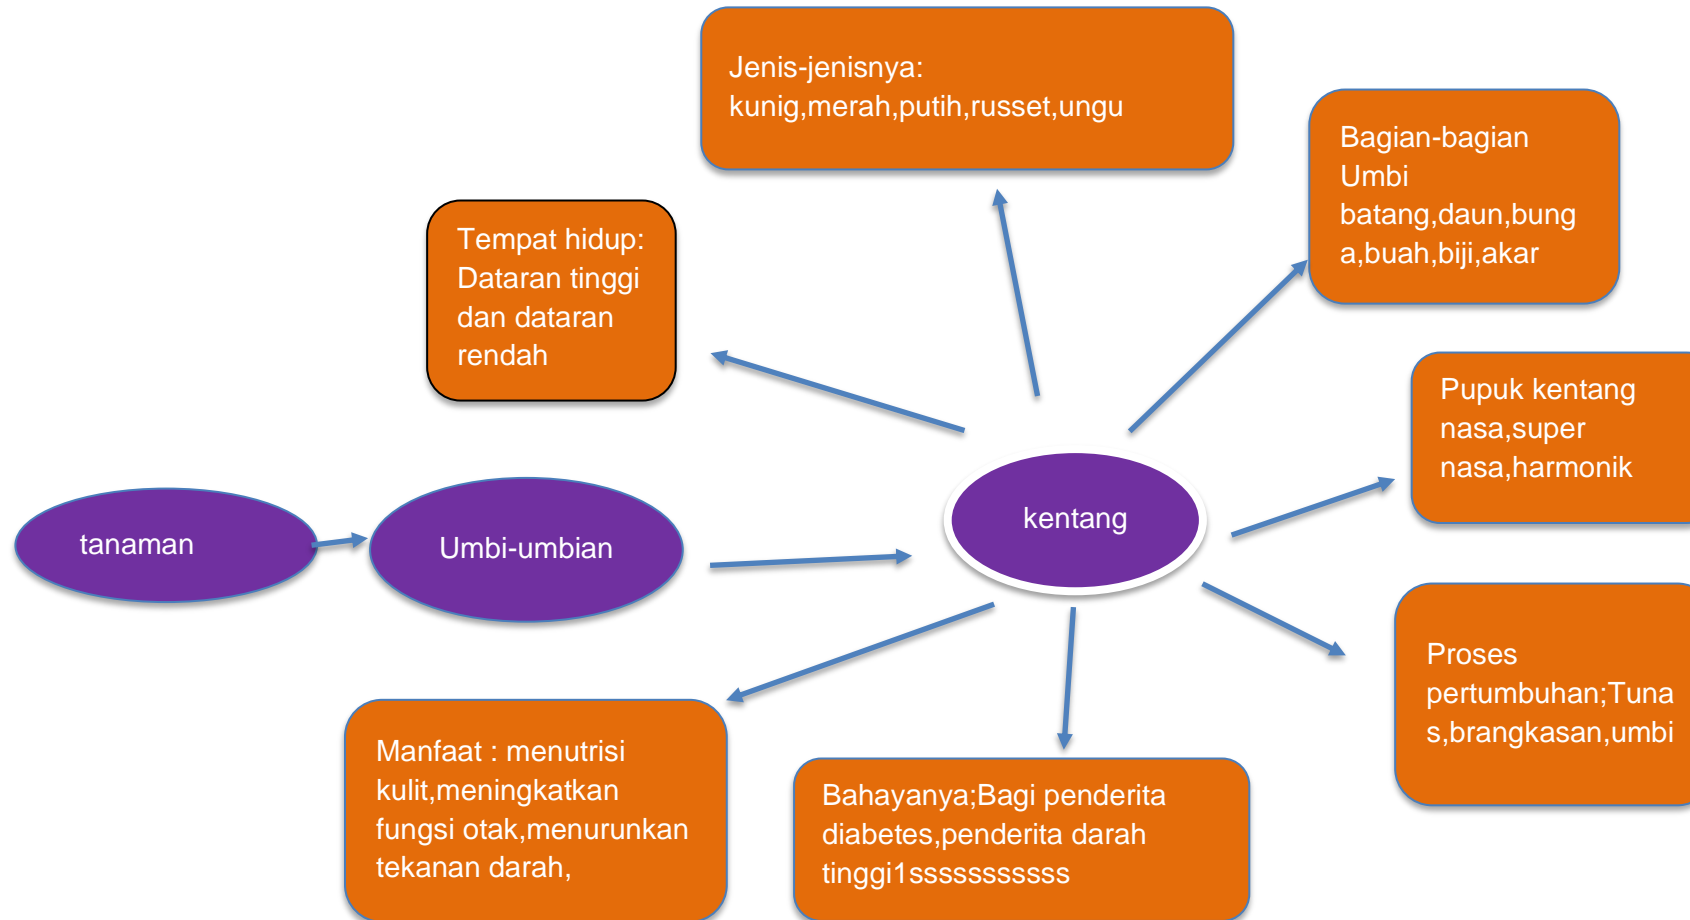 Jenis-jenisnya:
kunig,merah,putih,russet,ungu
Bagian-bagian
Umbi
batang,daun,bung
a,buah,biji,akar
Tempat hidup:
Dataran tinggi
dan dataran
rendah
Pupuk kentang
nasa,super
nasa,harmonik
tanaman
Umbi-umbian
kentang
Proses
pertumbuhan;Tuna
s,brangkasan,umbi
Manfaat : menutrisi
kulit,meningkatkan
fungsi otak,menurunkan
tekanan darah,
Bahayanya;Bagi penderita
diabetes,penderita darah
tinggi1sssssssssss